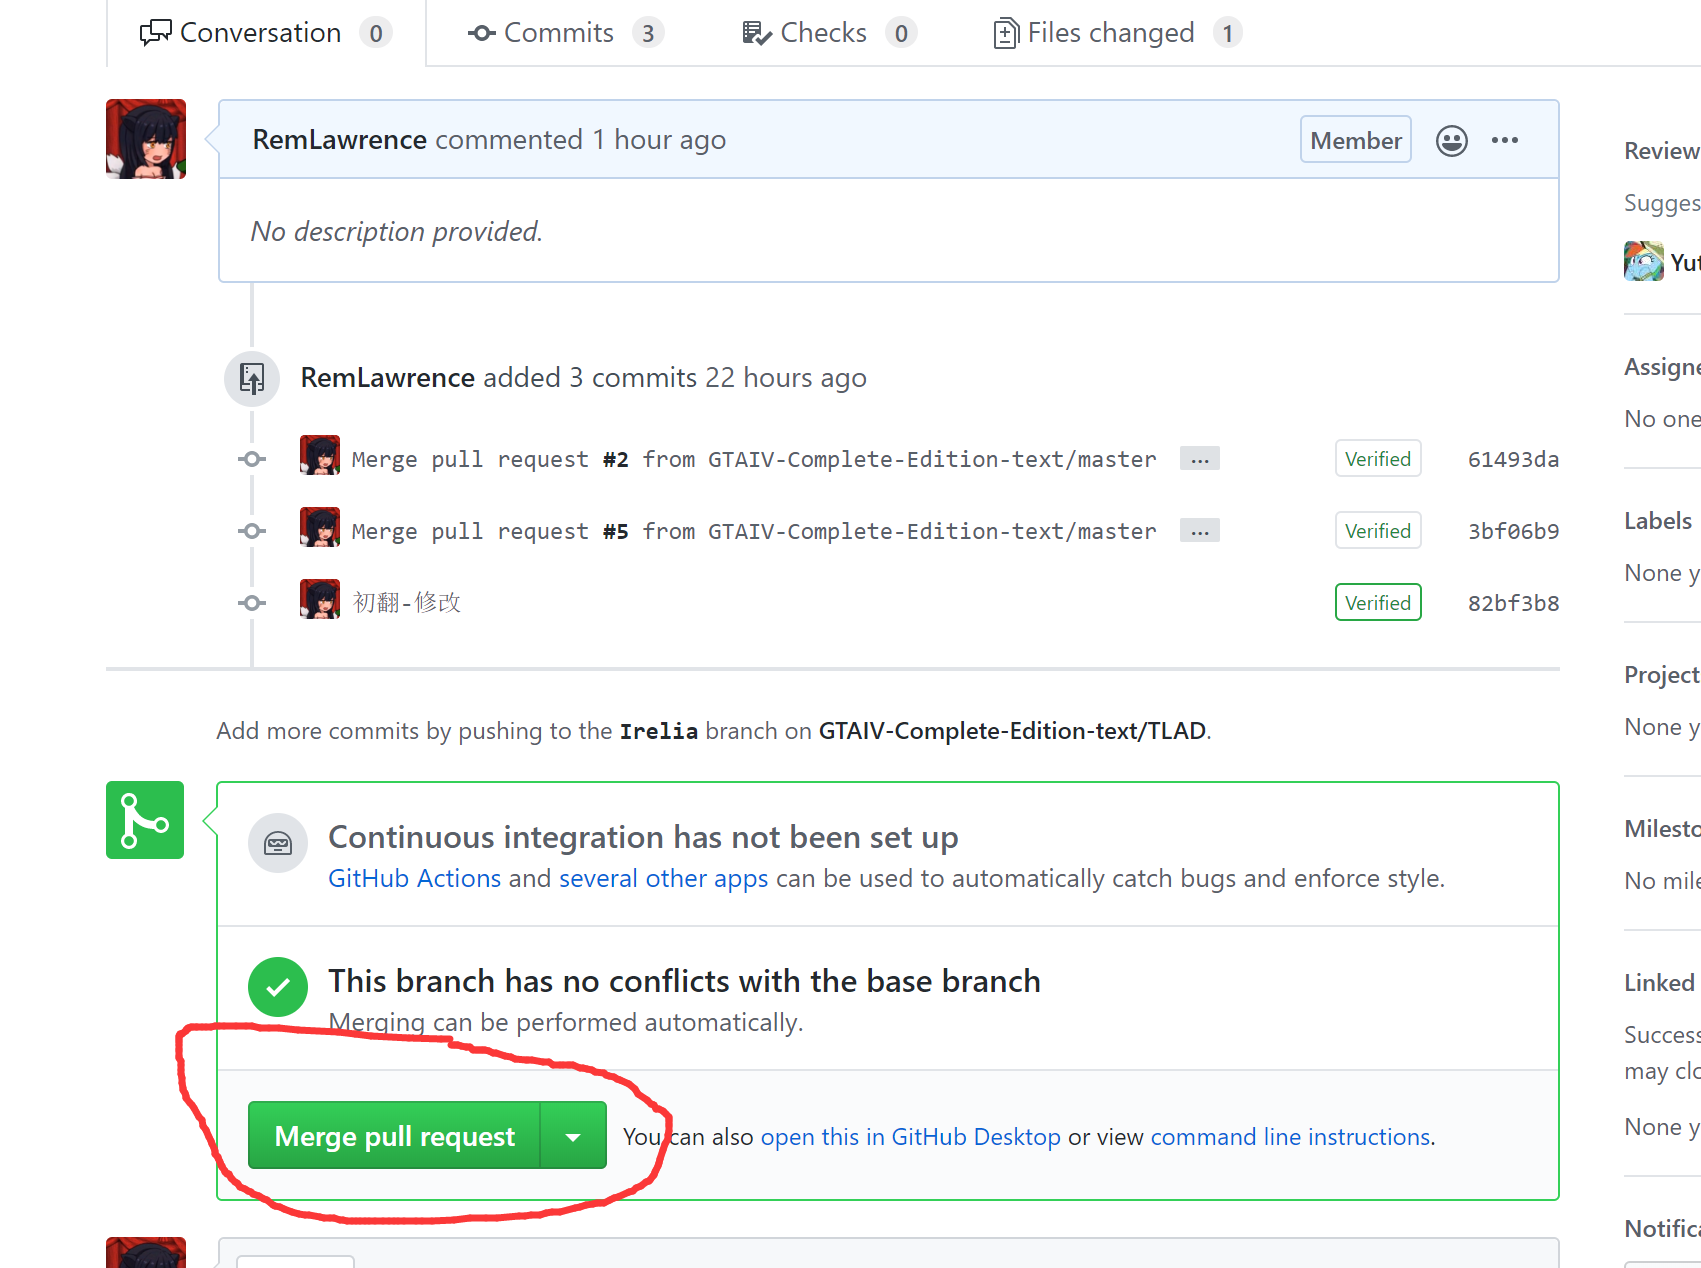 Conversation 0 Commits 3 Checks 0 Files changed 1
RemLawrence commented 1 hour ago Member
No description provided.
RemLawrence added 3 commits 22 hours ago
Merge pull request #2 from GTAIV-Complete-Edition-text/master ... Verified 61493da
Merge pull request #5 from GTAIV-Complete-Edition-text/master ... Verified 3bf06b9
初翻-修改 Verified 82bf3b8
Add more commits by pushing to the Irelia branch on GTAIV-Complete-Edition-text/TLAD.
Continuous integration has not been set up
GitHub Actions and several other apps can be used to automatically catch bugs and enforce style.
This branch has no conflicts with the base branch
Merging can be performed automatically.
Merge pull request You can also open this in GitHub Desktop or view command line instructions.
Review
Sugges
Yut
Assigne
No one
Labels
None y
Project
None y
Milesto
No mile
Linked
Success
may clo
None y
Notifica